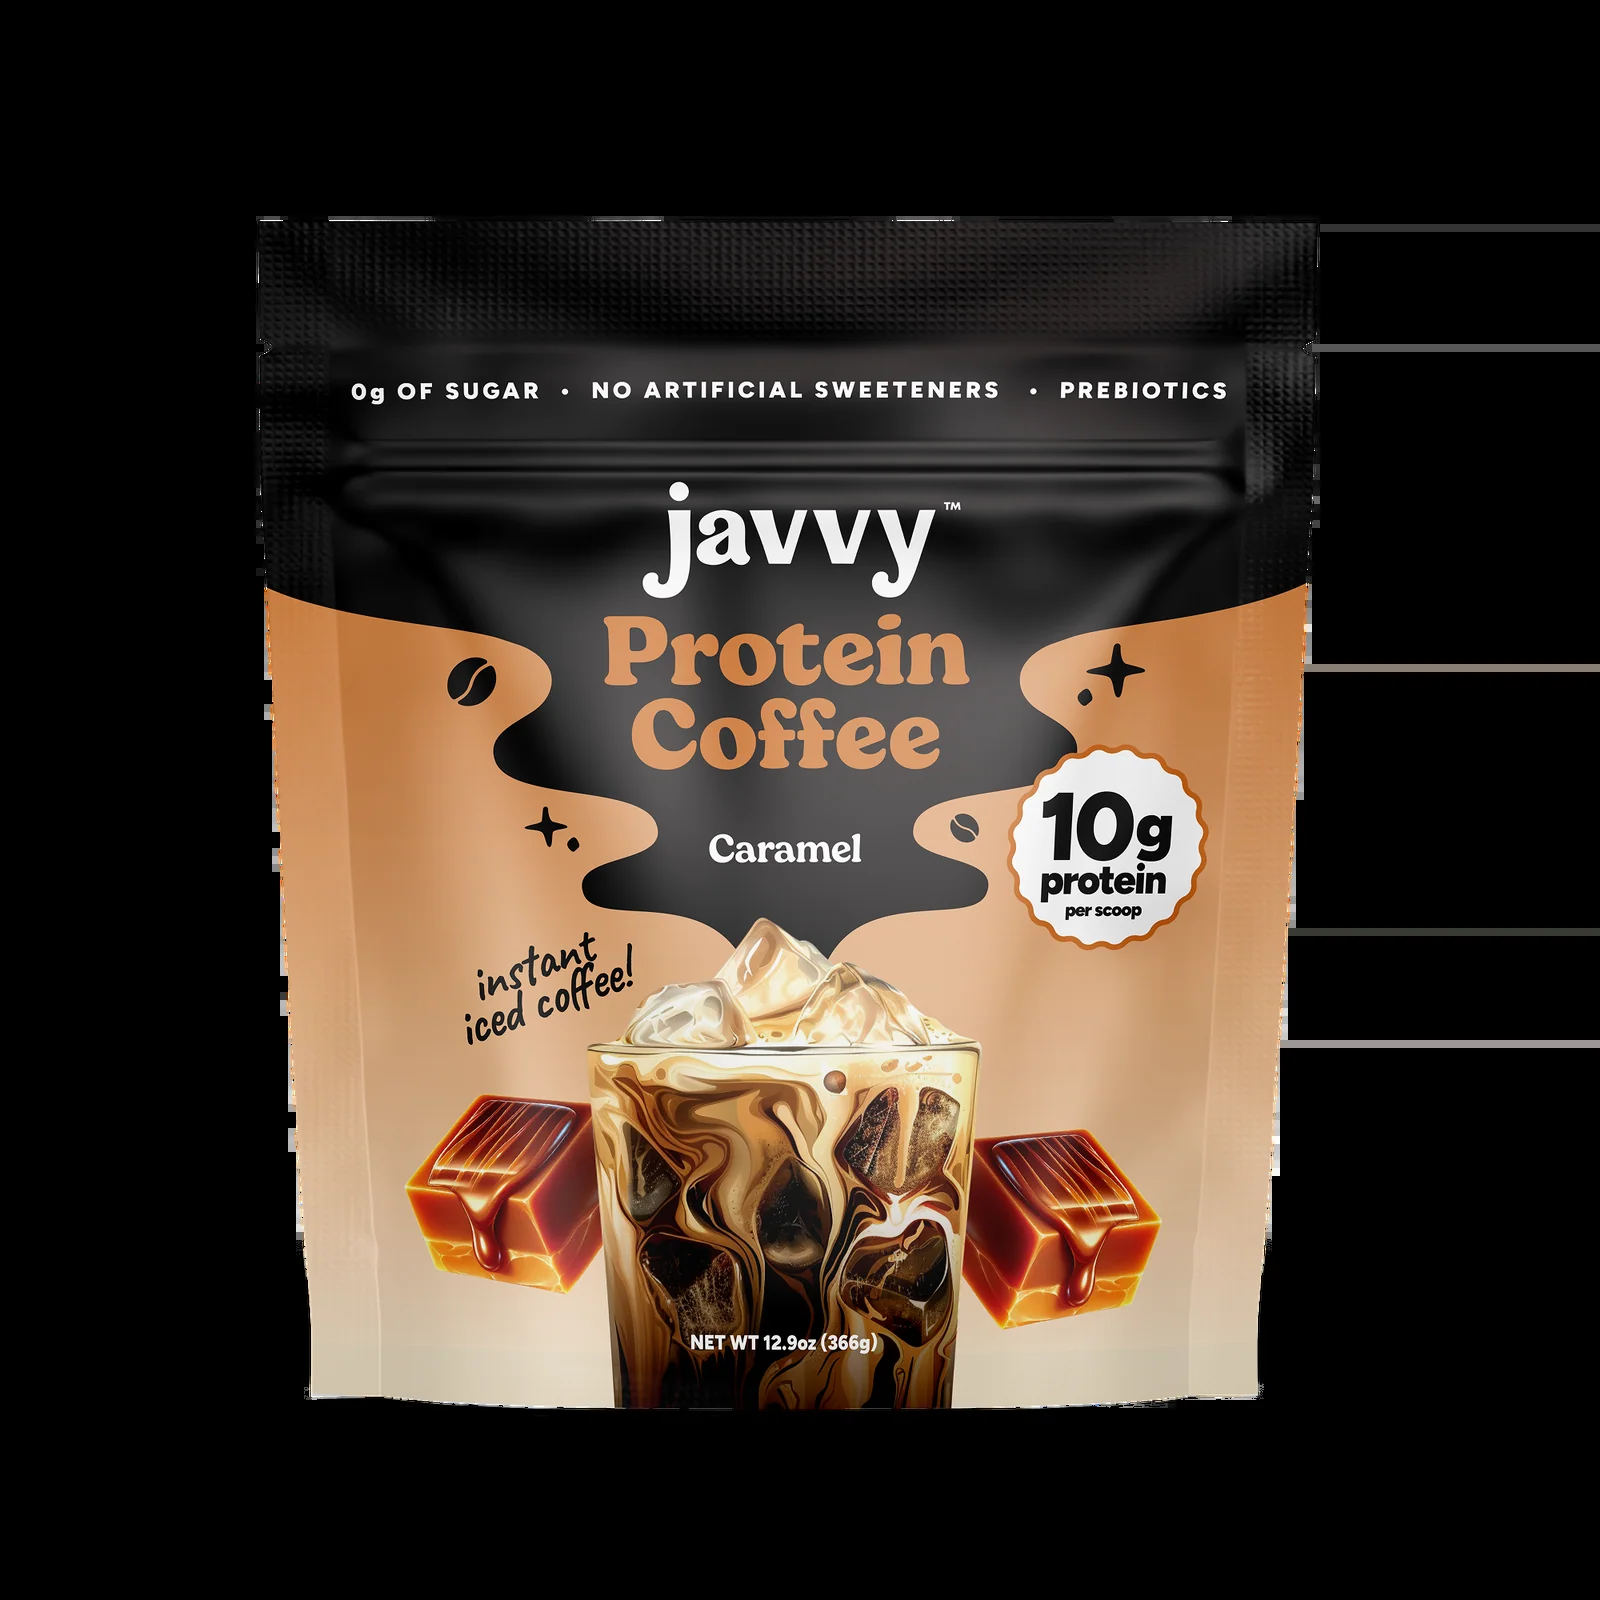 0g OF SUGAR • NO ARTIFICIAL SWEETENERS • PREBIOTICS
javvy™
Protein
Coffee
Caramel
10g
protein
per scoop
instant
iced coffee!
NET WT 12.9oz (366g)